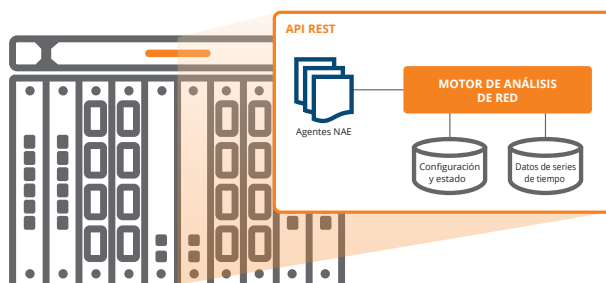 API REST
MOTOR DE ANÁLISIS
DE RED
Agentes NAE
Configuración
y estado
Datos de series
de tiempo